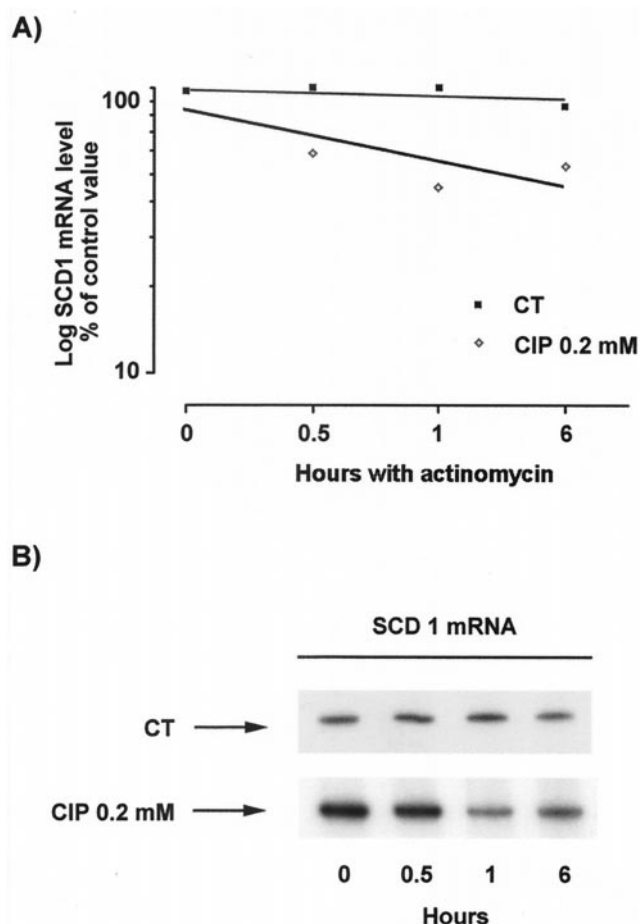 A)
100
10
Log SCD1 mRNA level
% of control value
CT
CIP 0.2 mM
0 0.5 1 6
Hours with actinomycin
B)
SCD 1 mRNA
CT
CIP 0.2 mM
0 0.5 1 6
Hours